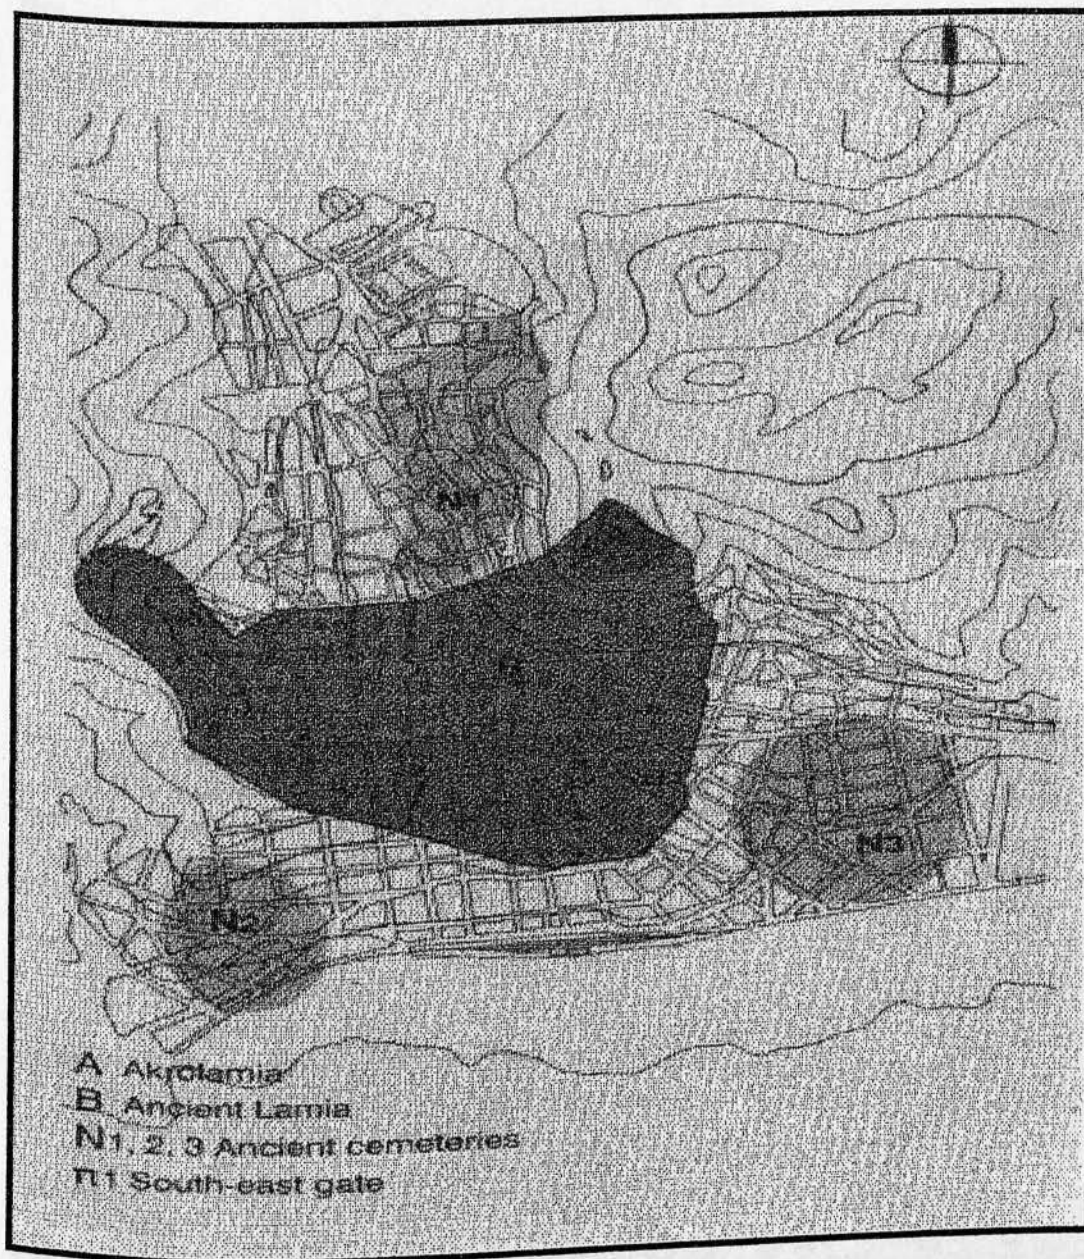 N1
B
N3
N2
A Akrolamia
B Ancient Lamia
N1, 2, 3 Ancient cemeteries
π1 South-east gate